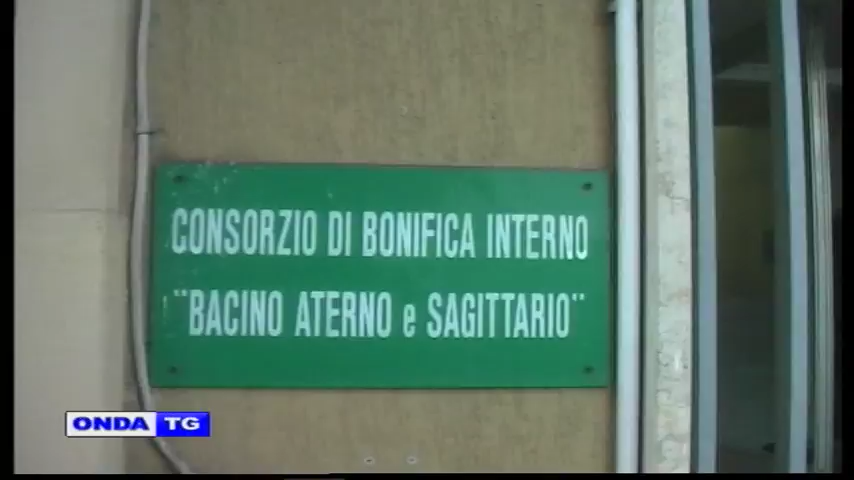 CONSORZIO DI BONIFICA INTERNO
"BACINO ATERNO e SAGITTARIO"
ONDA TG